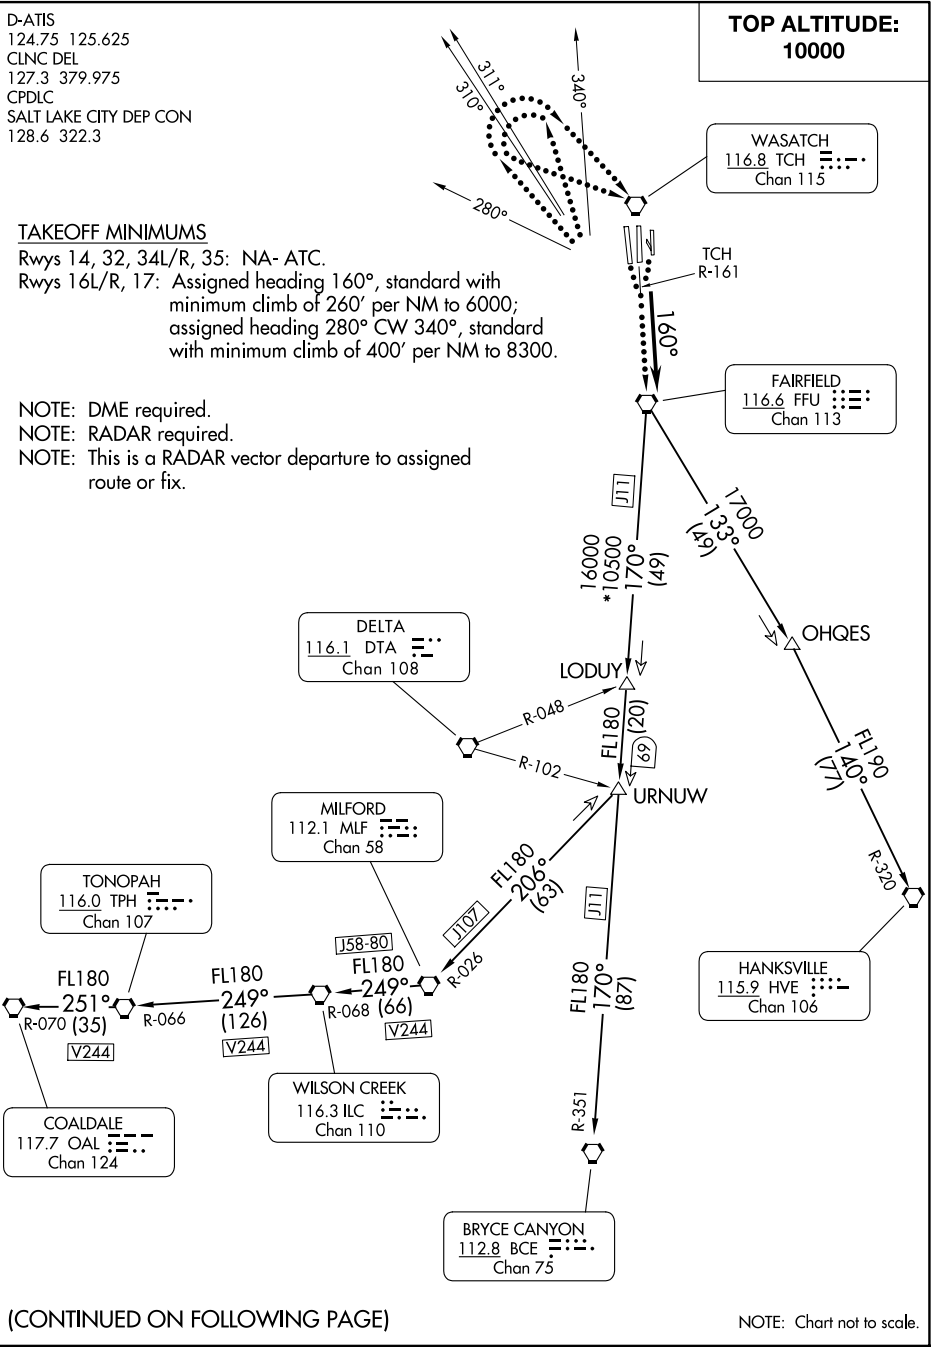 D-ATIS
124.75 125.625
CLNC DEL
127.3 379.975
CPDLC
SALT LAKE CITY DEP CON
128.6 322.3
TOP ALTITUDE:
10000
311°
310°
340°
280°
WASATCH
116.8 TCH
Chan 115
TAKEOFF MINIMUMS
Rwys 14, 32, 34L/R, 35: NA- ATC.
Rwys 16L/R, 17: Assigned heading 160°, standard with
minimum climb of 260' per NM to 6000;
assigned heading 280° CW 340°, standard
with minimum climb of 400' per NM to 8300.
TCH
R-161
160°
FAIRFIELD
116.6 FFU
Chan 113
NOTE: DME required.
NOTE: RADAR required.
NOTE: This is a RADAR vector departure to assigned
route or fix.
J11
17000
133°
(49)
16000
*10500
170°
(49)
DELTA
116.1 DTA
Chan 108
OHQES
LODUY
R-048
FL180
(20)
69
R-102
URNUW
FL190
140°
(77)
R-320
MILFORD
112.1 MLF
Chan 58
FL180
206°
(63)
J107
R-026
J11
FL180
170°
(87)
R-351
TONOPAH
116.0 TPH
Chan 107
HANKSVILLE
115.9 HVE
Chan 106
J58-80
FL180
249°
(66)
V244
R-068
FL180
249°
(126)
V244
R-066
FL180
251°
(35)
V244
R-070
WILSON CREEK
116.3 ILC
Chan 110
COALDALE
117.7 OAL
Chan 124
BRYCE CANYON
112.8 BCE
Chan 75
(CONTINUED ON FOLLOWING PAGE)
NOTE: Chart not to scale.